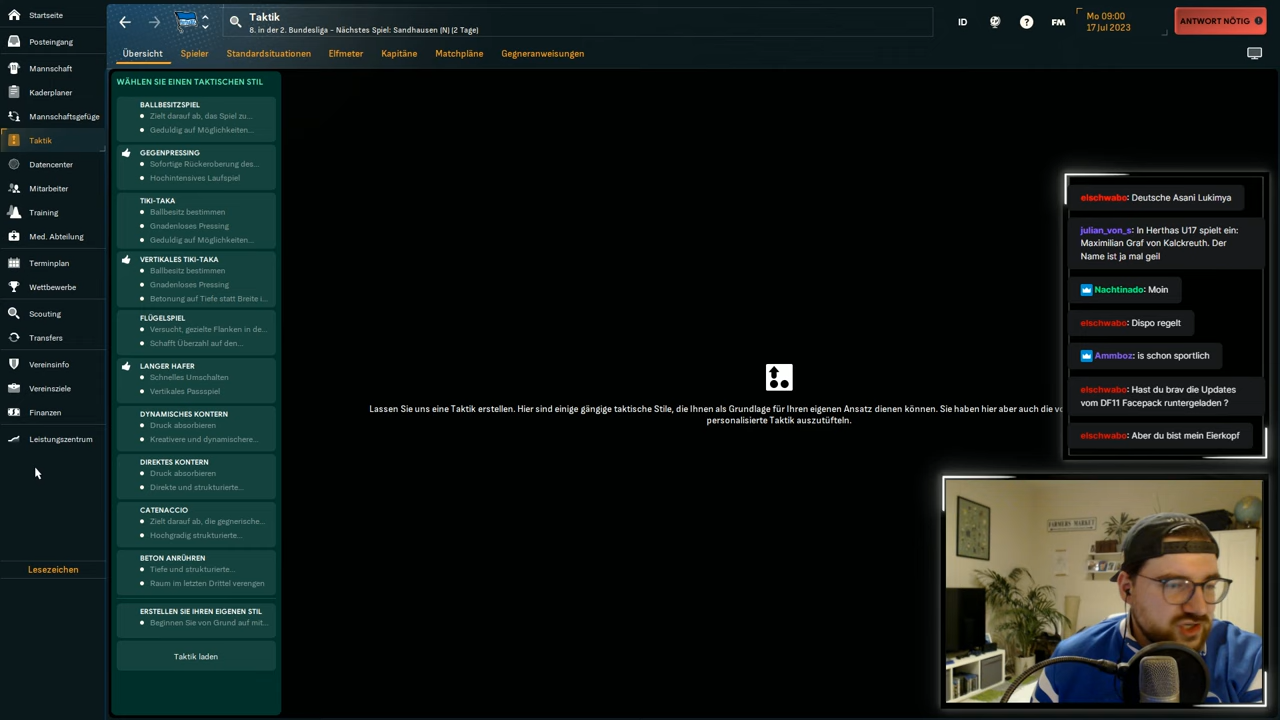 Startseite
Posteingang
Mannschaft
Kaderplaner
Mannschaftsgefüge
Taktik
Datencenter
Mitarbeiter
Training
Med. Abteilung
Terminplan
Wettbewerbe
Scouting
Transfers
Vereinsinfo
Vereinsziele
Finanzen
Leistungszentrum
Lesezeichen
Taktik
8. in der 2. Bundesliga - Nächstes Spiel: Sandhausen (N) (2 Tage)
ID
?
FM
Mo 09:00
17 Jul 2023
ANTWORT NÖTIG
Übersicht
Spieler
Standardsituationen
Elfmeter
Kapitäne
Matchpläne
Gegneranweisungen
WÄHLEN SIE EINEN TAKTISCHEN STIL
BALLBESITZSPIEL
Zielt darauf ab, das Spiel zu...
Geduldig auf Möglichkeiten...
GEGENPRESSING
Sofortige Rückeroberung des...
Hochintensives Laufspiel
TIKI-TAKA
Ballbesitz bestimmen
Gnadenloses Pressing
Geduldig auf Möglichkeiten...
VERTIKALES TIKI-TAKA
Ballbesitz bestimmen
Gnadenloses Pressing
Betonung auf Tiefe statt Breite i...
FLÜGELSPIEL
Versucht, gezielte Flanken in de...
Schafft Überzahl auf den...
LANGER HAFER
Schnelles Umschalten
Vertikales Passspiel
DYNAMISCHES KONTERN
Druck absorbieren
Kreativere und dynamischere...
DIREKTES KONTERN
Druck absorbieren
Direkte und strukturierte...
CATENACCIO
Zielt darauf ab, die gegnerische...
Hochgradig strukturierte...
BETON ANRÜHREN
Tiefe und strukturierte...
Raum im letzten Drittel verengen
ERSTELLEN SIE IHREN EIGENEN STIL
Beginnen Sie von Grund auf mit...
Taktik laden
Lassen Sie uns eine Taktik erstellen. Hier sind einige gängige taktische Stile, die Ihnen als Grundlage für Ihren eigenen Ansatz dienen können. Sie haben hier aber auch die
personalisierte Taktik auszutüfteln.
elschwabo: Deutsche Asani Lukimya
julian_von_s: In Herthas U17 spielt ein:
Maximilian Graf von Kalckreuth. Der
Name ist ja mal geil
Nachtinado: Moin
elschwabo: Dispo regelt
Ammboz: is schon sportlich
elschwabo: Hast du brav die Updates
vom DF11 Facepack runtergeladen ?
elschwabo: Aber du bist mein Eierkopf
FARMERS MARKET